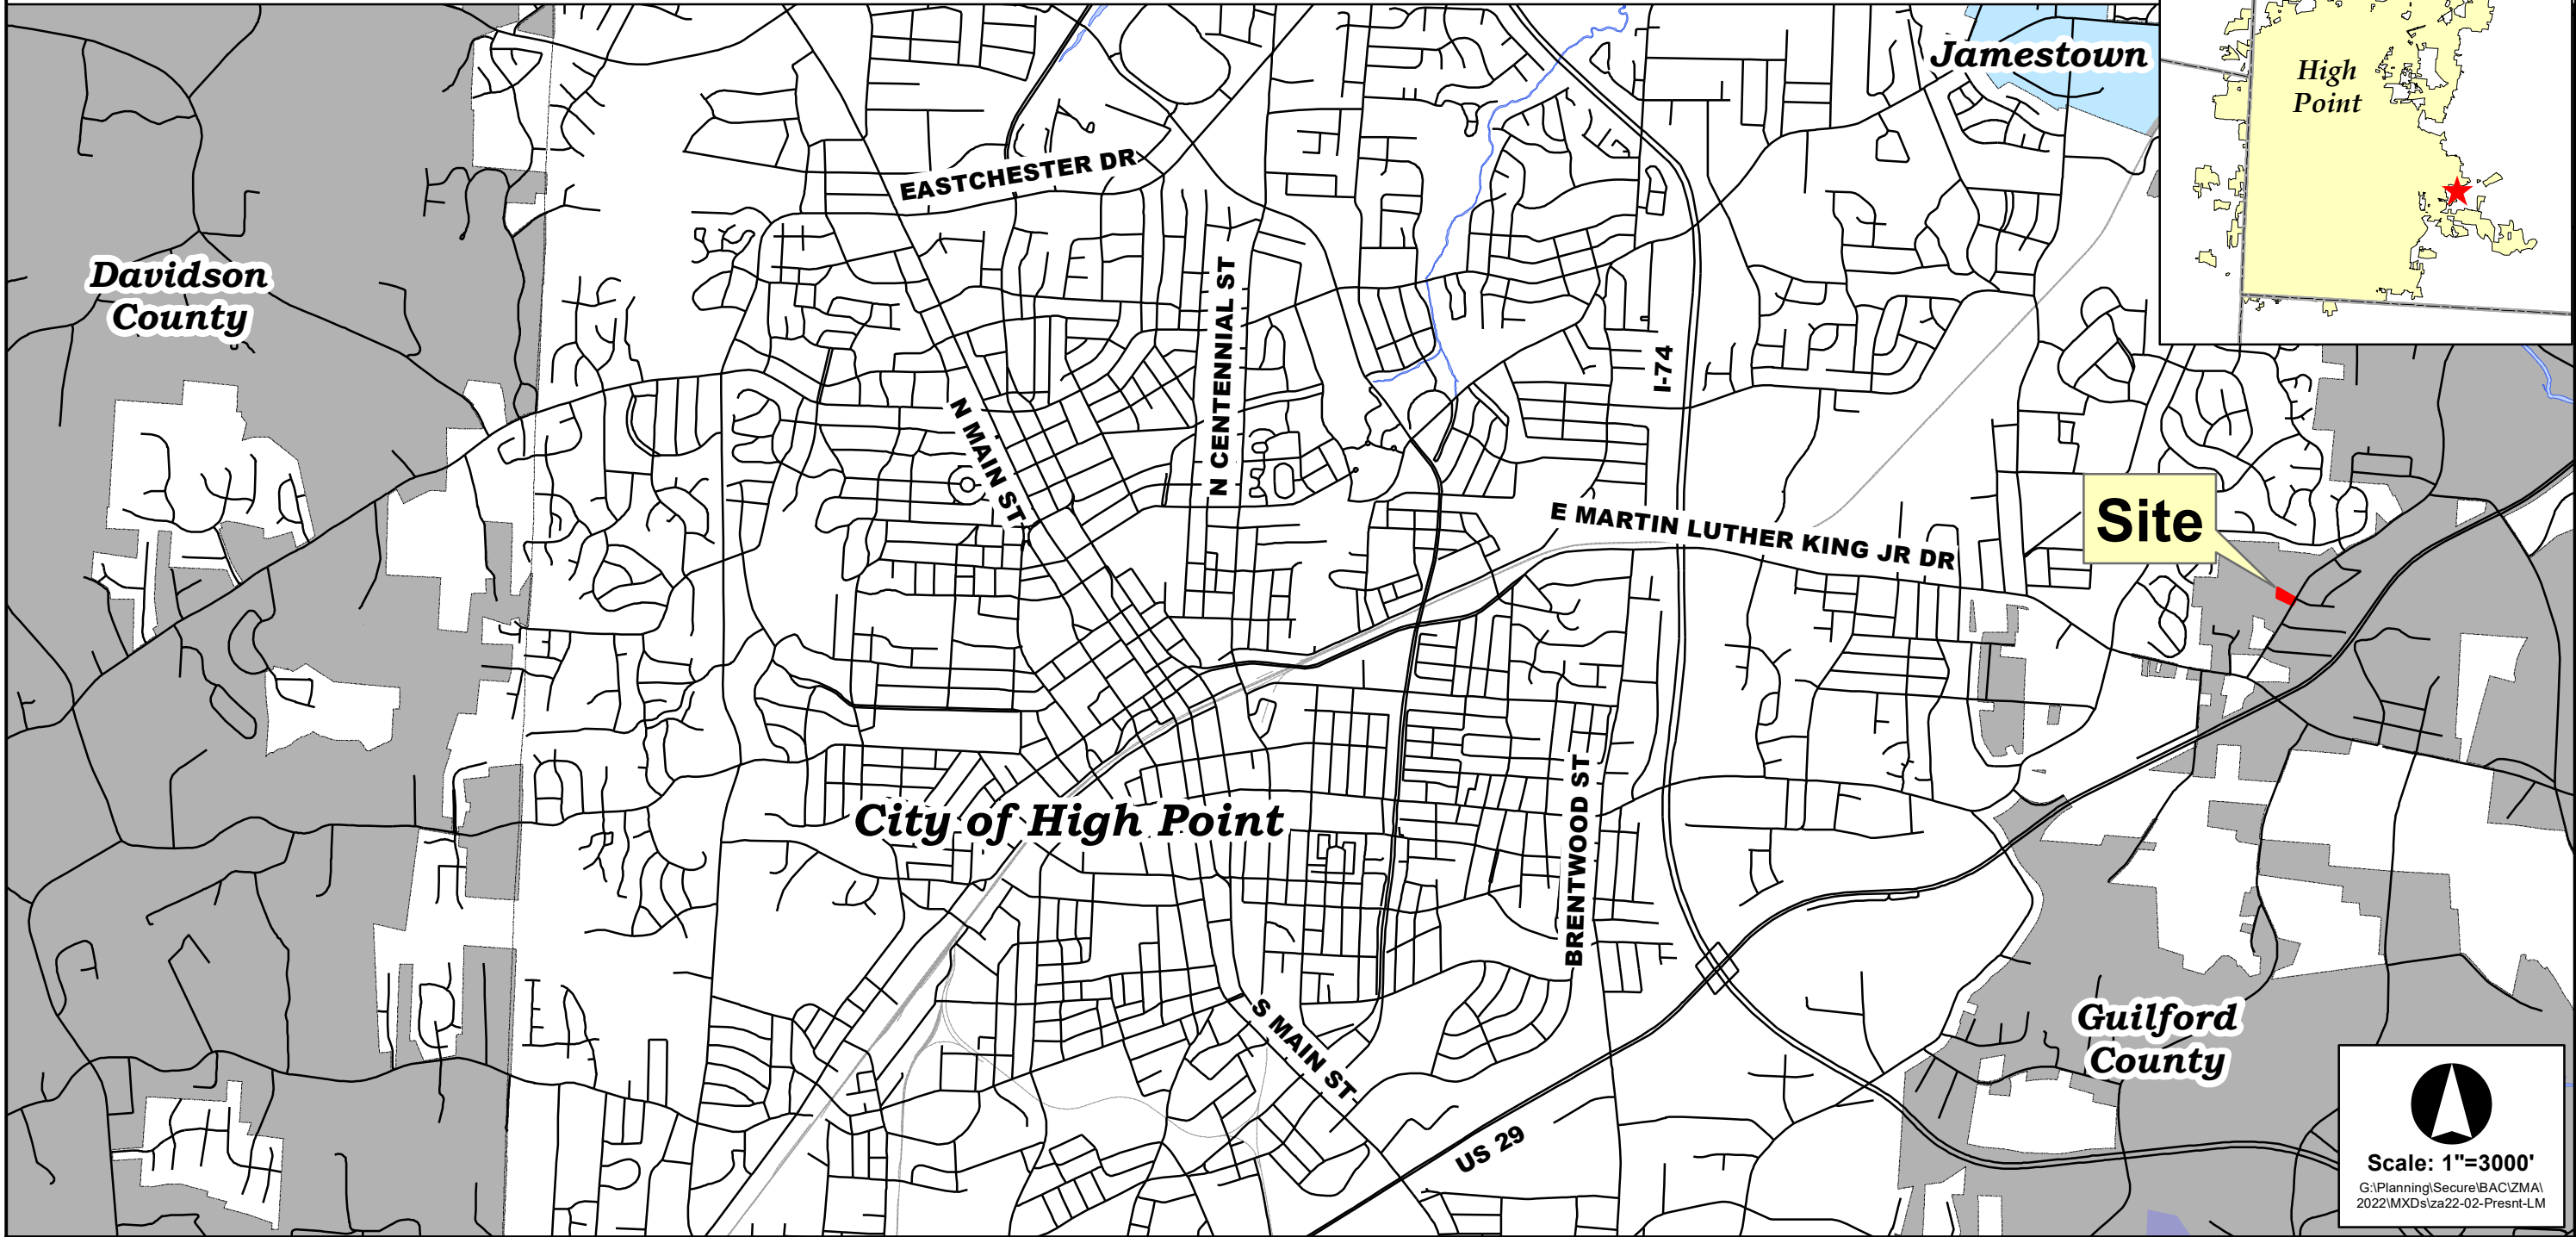 Jamestown
High
Point
EASTCHESTER DR
Davidson
County
N CENTENNIAL ST
I-74
N MAIN ST
E MARTIN LUTHER KING JR DR
Site
City of High Point
BRENTWOOD ST
S MAIN ST
Guilford
County
US 29
Scale: 1"=3000'
G:\Planning\Secure\BAC\ZMA\
2022\MXDs\za22-02-Presnt-LM